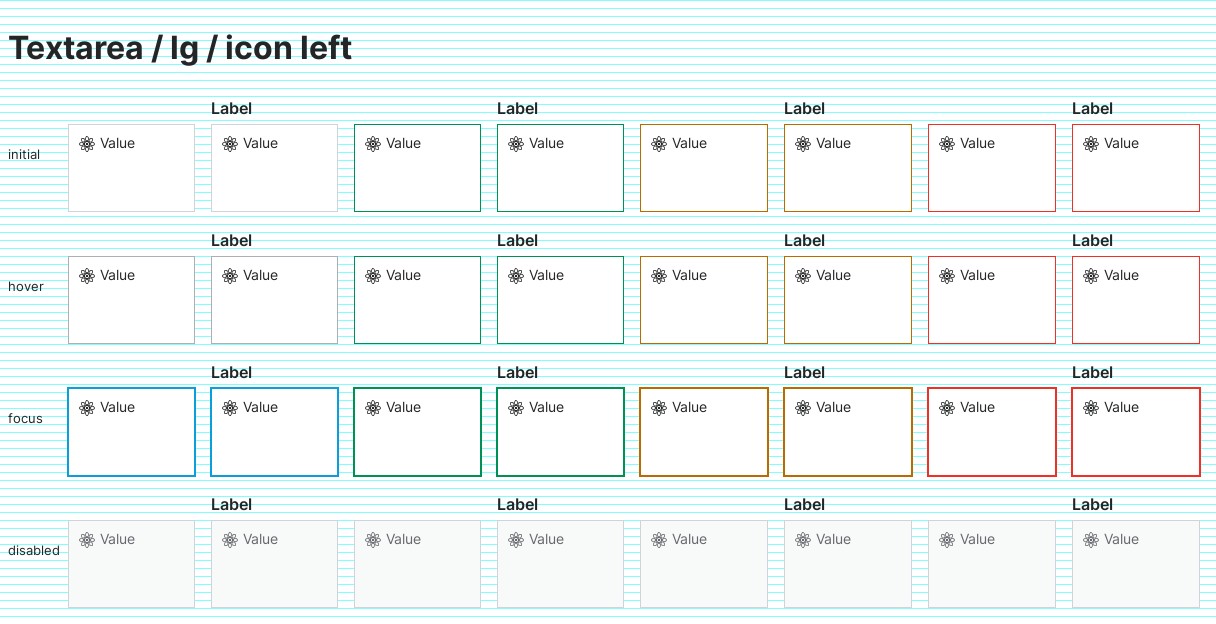 Textarea / lg / icon left
Label Label Label Label
initial Value Value Value Value Value Value Value Value
Label Label Label Label
hover Value Value Value Value Value Value Value Value
Label Label Label Label
focus Value Value Value Value Value Value Value Value
Label Label Label Label
disabled Value Value Value Value Value Value Value Value